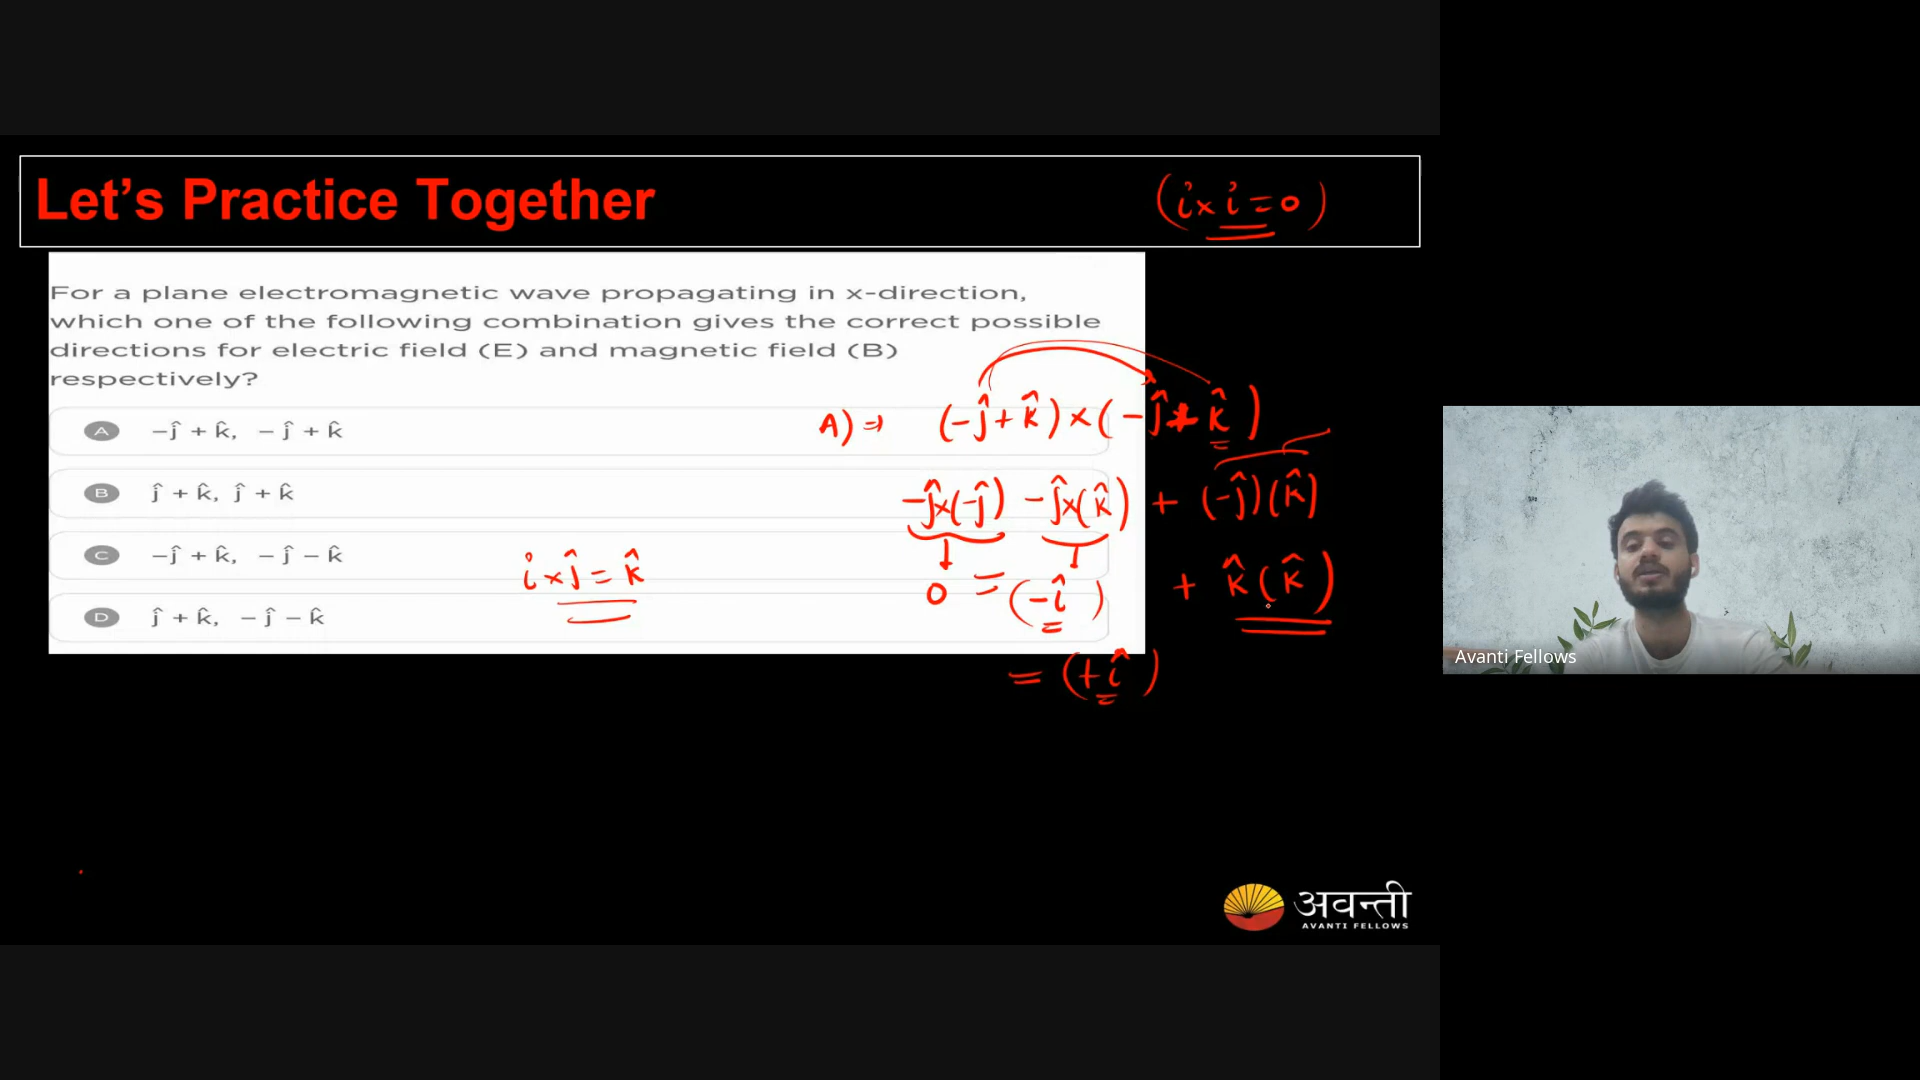 Let's Practice Together
(i × i = 0)
For a plane electromagnetic wave propagating in x-direction,
which one of the following combination gives the correct possible
directions for electric field (E) and magnetic field (B)
respectively?
A −ĵ + k̂, − ĵ + k̂
B ĵ + k̂, ĵ + k̂
C −ĵ + k̂, − ĵ − k̂
D ĵ + k̂, − ĵ − k̂
A) ⇒ (-ĵ + k̂) × (-ĵ + k̂)
-ĵ×(-ĵ) -ĵ×(k̂) + (-ĵ)(k̂)
i × ĵ = k̂
0 = (-î) + k̂(k̂)
= (+î)
Avanti Fellows
अवन्ती
AVANTI FELLOWS